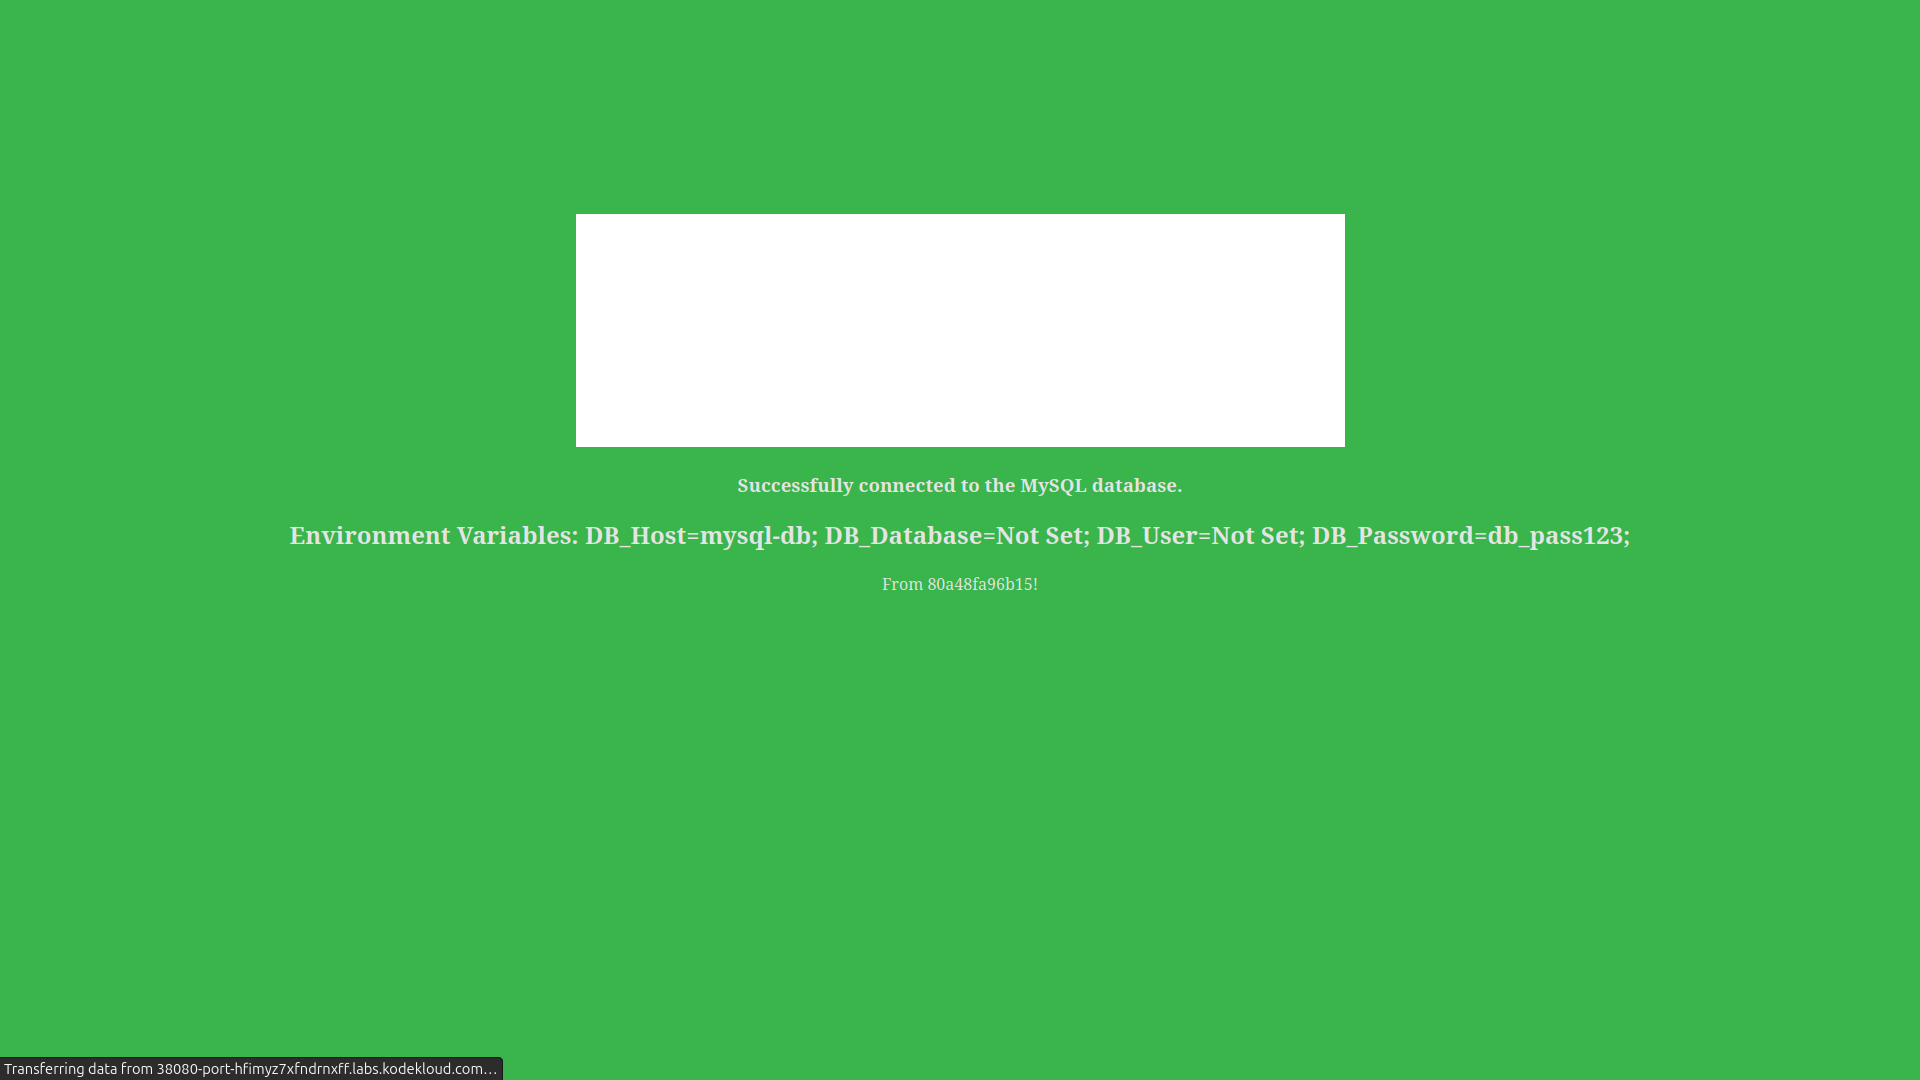 Successfully connected to the MySQL database.
Environment Variables: DB_Host=mysql-db; DB_Database=Not Set; DB_User=Not Set; DB_Password=db_pass123;
From 80a48fa96b15!
Transferring data from 38080-port-hfimyz7xfndrnxff.labs.kodekloud.com…